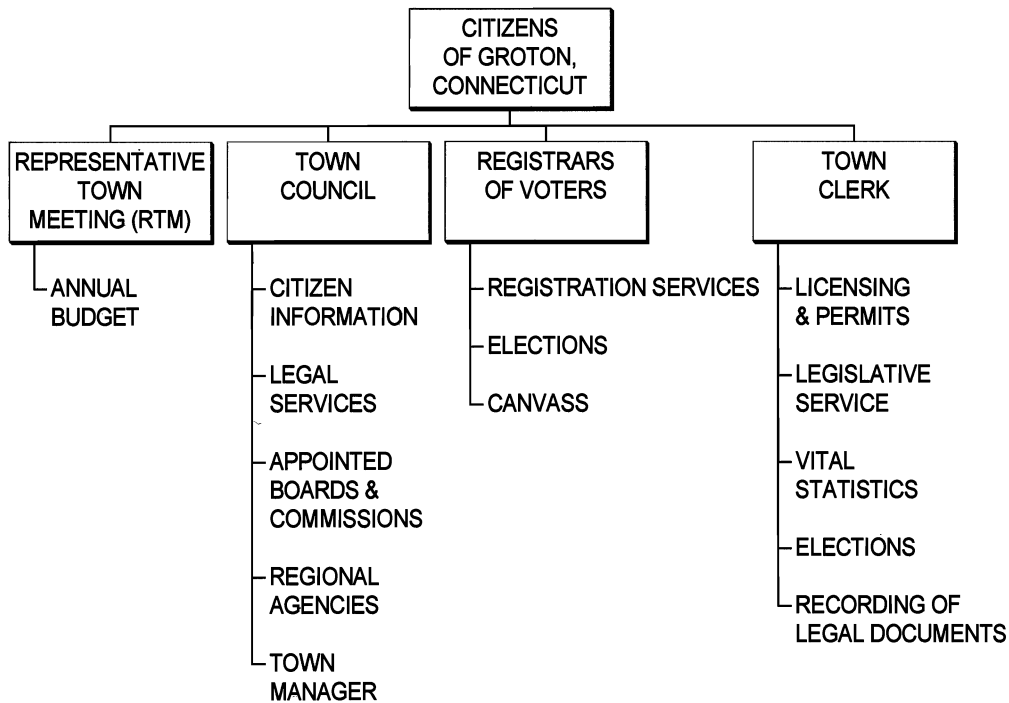 CITIZENS
OF GROTON,
CONNECTICUT
REPRESENTATIVE
TOWN
MEETING (RTM)
ANNUAL
BUDGET
TOWN
COUNCIL
CITIZEN
INFORMATION
LEGAL
SERVICES
APPOINTED
BOARDS &
COMMISSIONS
REGIONAL
AGENCIES
TOWN
MANAGER
REGISTRARS
OF VOTERS
REGISTRATION SERVICES
ELECTIONS
CANVASS
TOWN
CLERK
LICENSING
& PERMITS
LEGISLATIVE
SERVICE
VITAL
STATISTICS
ELECTIONS
RECORDING OF
LEGAL DOCUMENTS